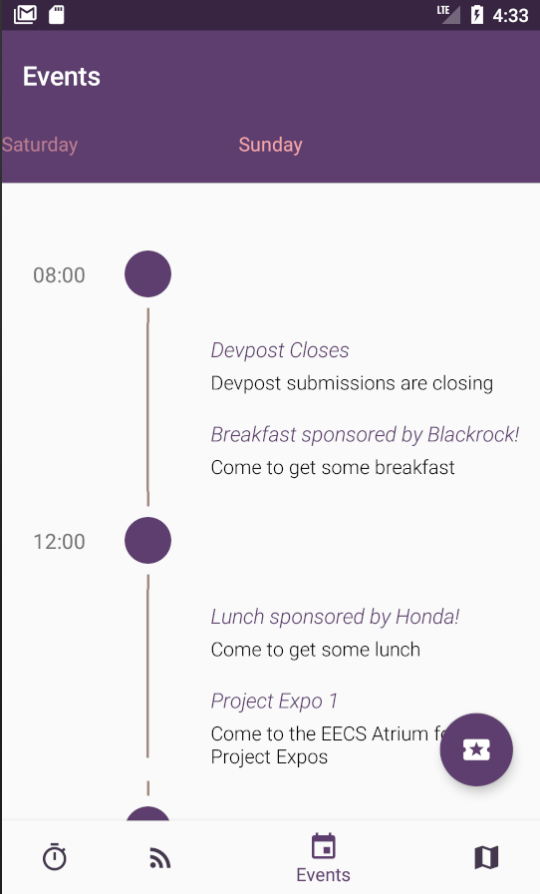 LTE 4:33
Events
Saturday Sunday
08:00
Devpost Closes
Devpost submissions are closing
Breakfast sponsored by Blackrock!
Come to get some breakfast
12:00
Lunch sponsored by Honda!
Come to get some lunch
Project Expo 1
Come to the EECS Atrium
Project Expos
Events